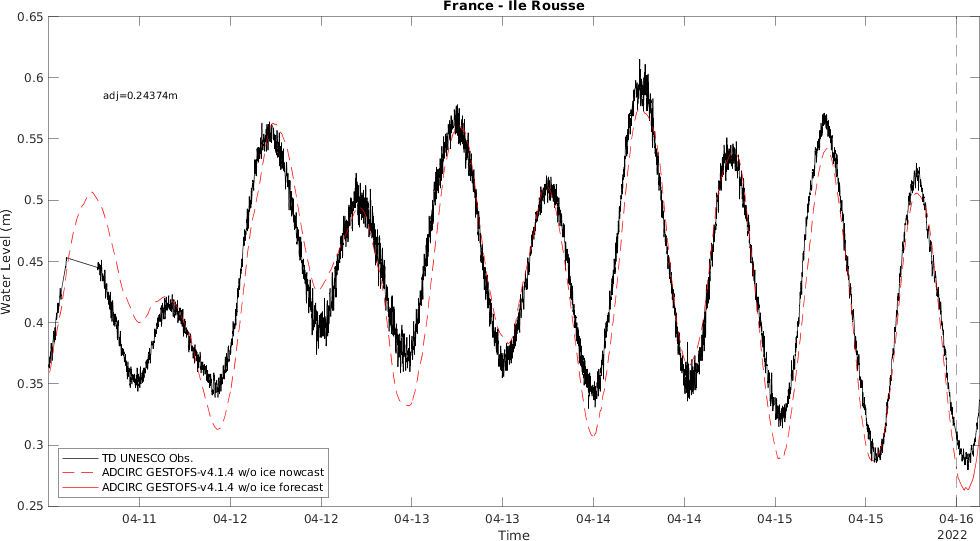 France - Ile Rousse
0.65
0.6
0.55
0.5
0.45
0.4
0.35
0.3
0.25
Water Level (m)
adj=0.24374m
TD UNESCO Obs.
ADCIRC GESTOFS-v4.1.4 w/o ice nowcast
ADCIRC GESTOFS-v4.1.4 w/o ice forecast
04-11 04-12 04-12 04-13 04-13 04-14 04-14 04-15 04-15 04-16
2022
Time